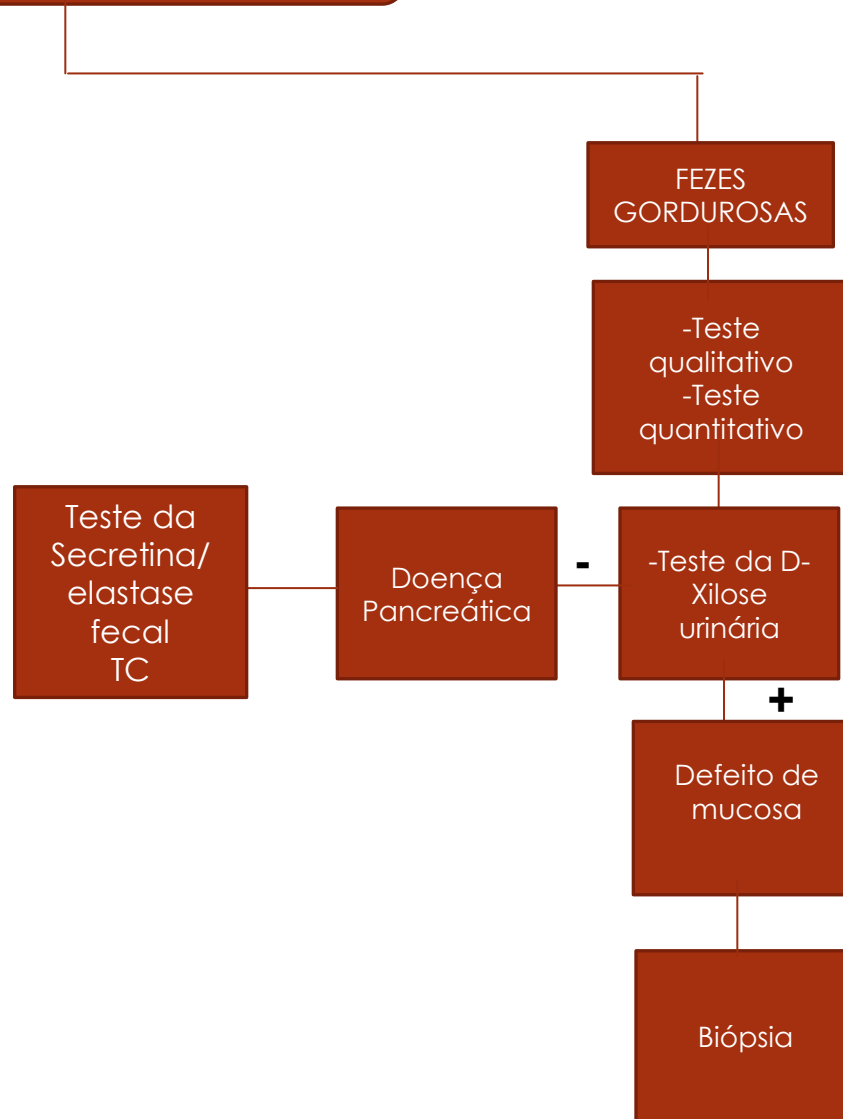 FEZES
GORDUROSAS
-Teste
qualitativo
-Teste
quantitativo
Teste da
Secretina/
elastase
fecal
TC
Doença
Pancreática
-
-Teste da D-
Xilose
urinária
+
Defeito de
mucosa
Biópsia